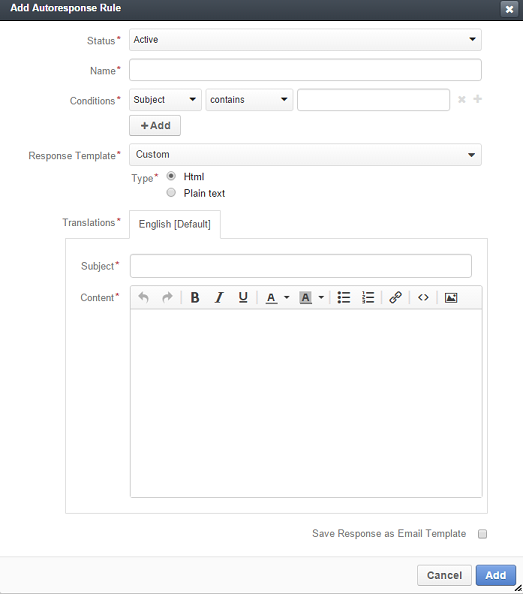 Add Autoresponse Rule
Status* Active
Name*
Conditions* Subject contains
+Add
Response Template* Custom
Type* Html
Plain text
Translations* English [Default]
Subject*
Content* B I U A A
Save Response as Email Template
Cancel Add